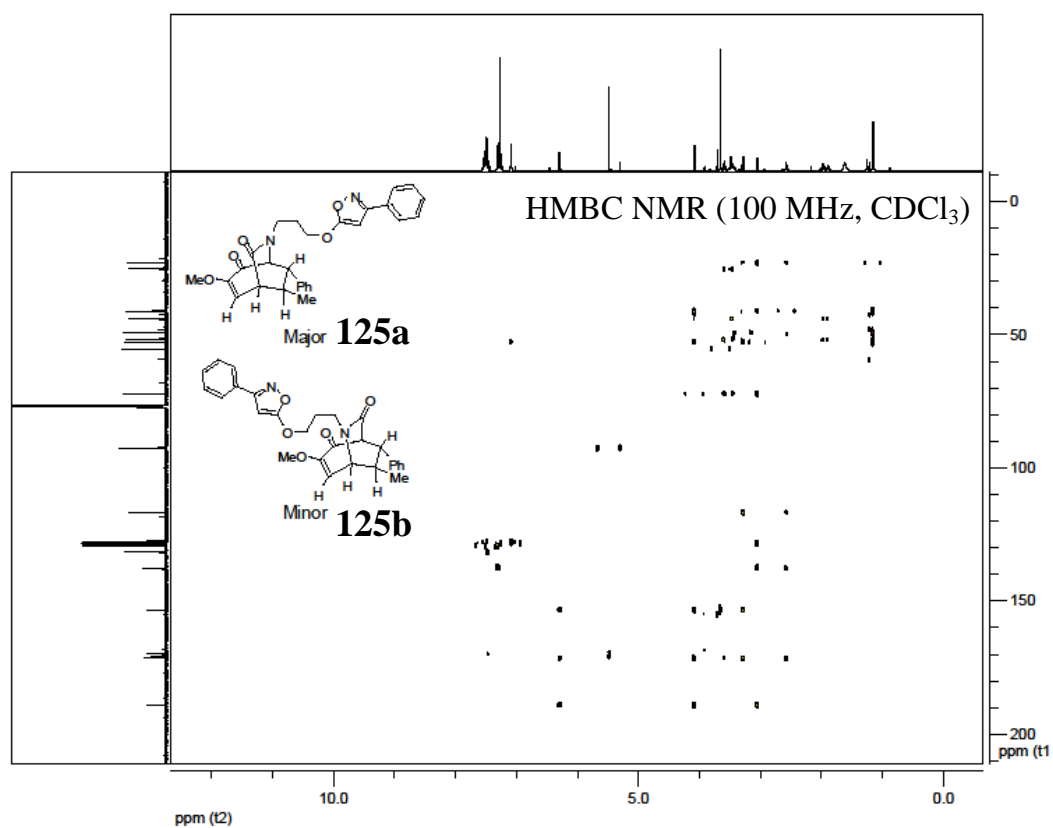 HMBC NMR (100 MHz, CDCl3)
O N
O
N
O
O
H
MeO
Ph
Me
H
H
H
Major 125a
N
O
O
N
O
O
H
MeO
Ph
Me
H
H
H
Minor 125b
0
50
100
150
200
ppm (t1
10.0
5.0
0.0
ppm (t2)